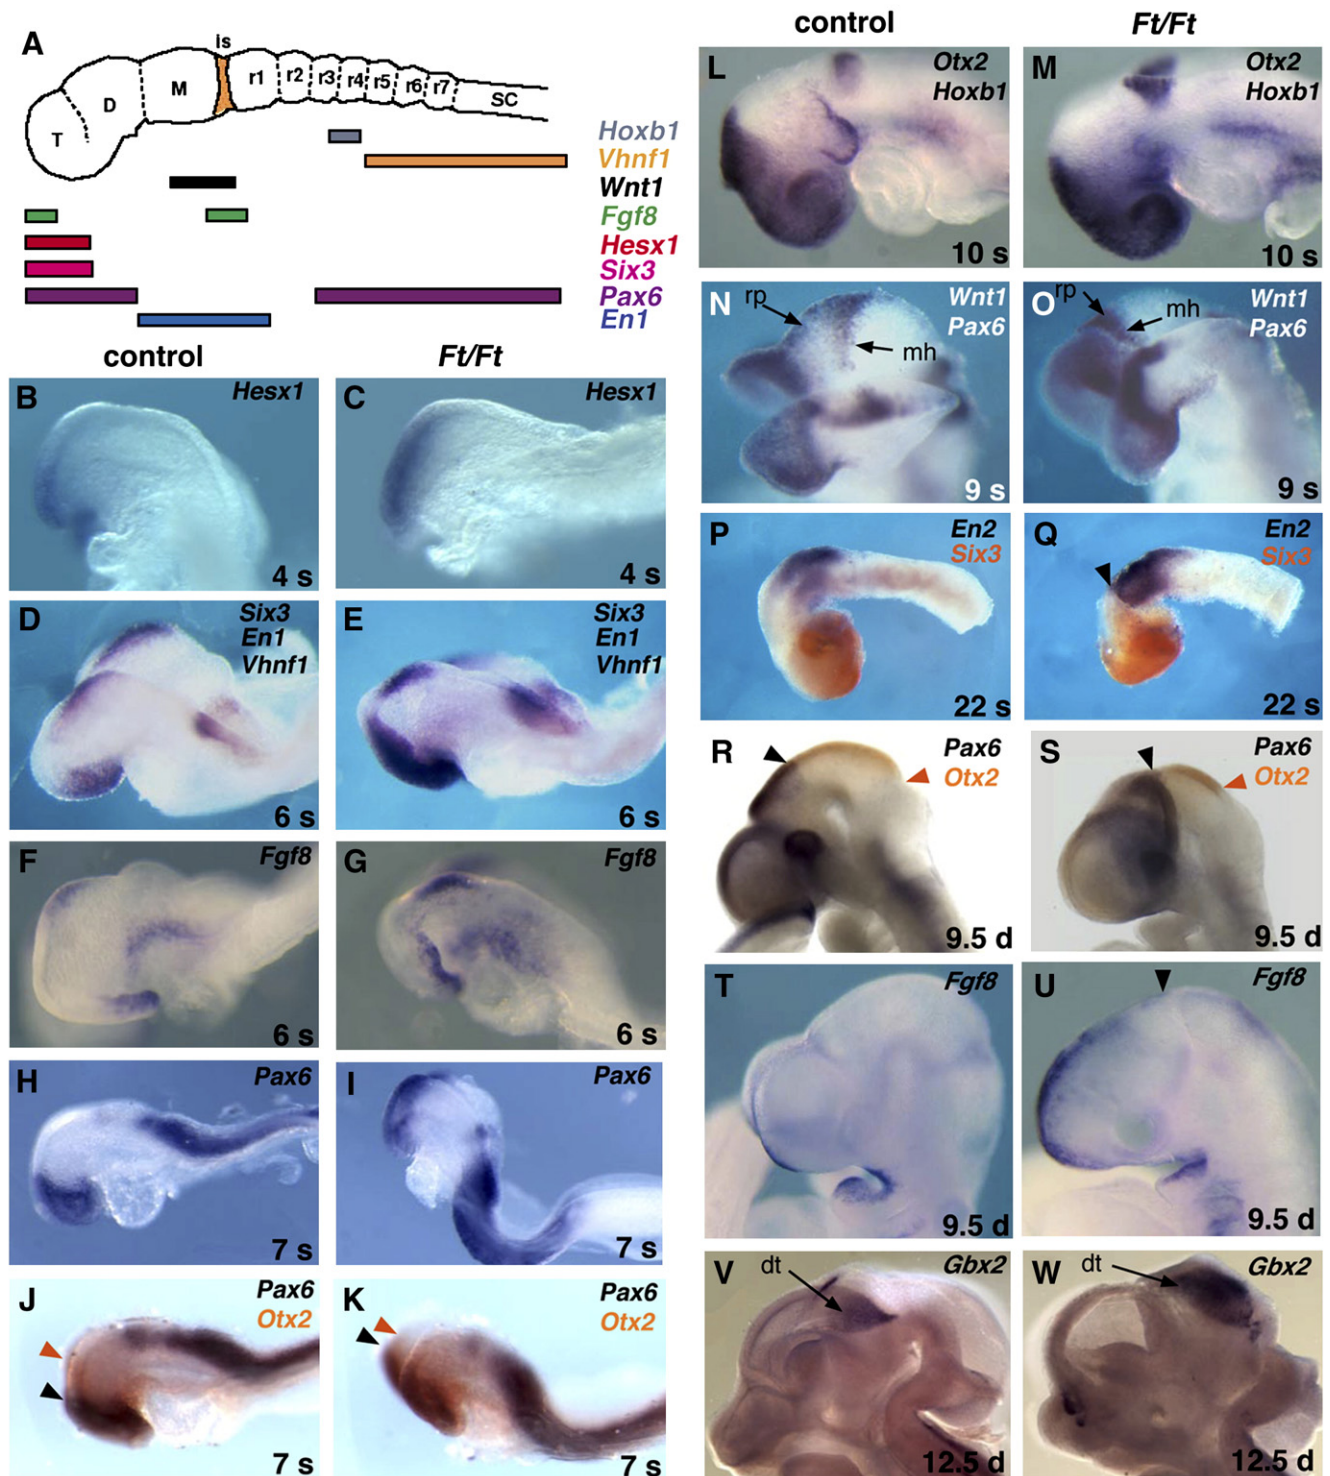 A
is
T
D
M
r1
r2
r3
r4
r5
r6
r7
SC
Hoxb1
Vhnf1
Wnt1
Fgf8
Hesx1
Six3
Pax6
En1
control
Ft/Ft
B
Hesx1
4 s
C
Hesx1
4 s
D
Six3
En1
Vhnf1
6 s
E
Six3
En1
Vhnf1
6 s
F
Fgf8
6 s
G
Fgf8
6 s
H
Pax6
7 s
I
Pax6
7 s
J
Pax6
Otx2
7 s
K
Pax6
Otx2
7 s
control
Ft/Ft
L
Otx2
Hoxb1
10 s
M
Otx2
Hoxb1
10 s
N
rp
mh
Wnt1
Pax6
9 s
O
rp
mh
Wnt1
Pax6
9 s
P
En2
Six3
22 s
Q
En2
Six3
22 s
R
Pax6
Otx2
9.5 d
S
Pax6
Otx2
9.5 d
T
Fgf8
9.5 d
U
Fgf8
9.5 d
V
dt
Gbx2
12.5 d
W
dt
Gbx2
12.5 d